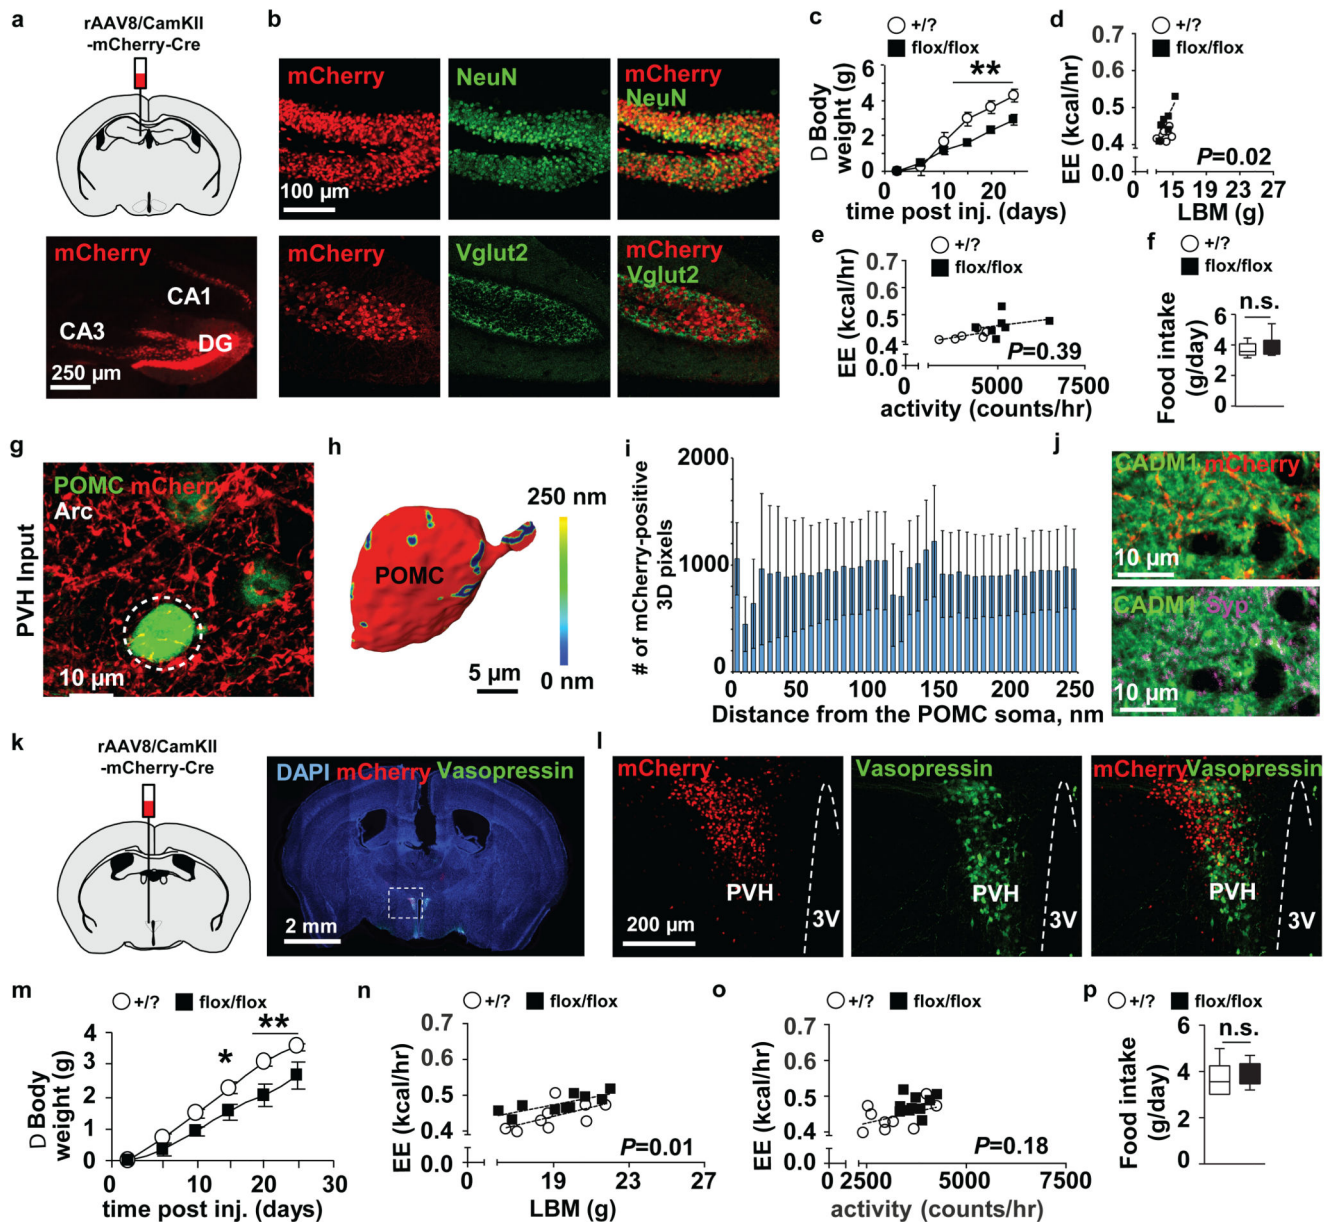 a
rAAV8/CamKII
-mCherry-Cre
mCherry
CA1
CA3
DG
250 µm
b
mCherry
NeuN
mCherry
NeuN
100 µm
mCherry
Vglut2
mCherry
Vglut2
c
+/?
flox/flox
D Body
weight (g)
6
4
2
0
**
0
10
20
time post inj. (days)
d
+/?
flox/flox
EE (kcal/hr)
0.7
0.6
0.5
0.4
0.0
P=0.02
0
15
19
23
27
LBM (g)
e
+/?
flox/flox
EE (kcal/hr)
0.7
0.6
0.5
0.4
0.0
P=0.39
0
5000
7500
activity (counts/hr)
f
+/?
flox/flox
n.s.
Food intake
(g/day)
6
4
2
0
g
PVH Input
POMC mCherry
Arc
10 µm
h
POMC
250 nm
0 nm
5 µm
i
# of mCherry-positive
3D pixels
2000
1000
0
0
50
100
150
200
250
Distance from the POMC soma, nm
j
CADM1 mCherry
10 µm
CADM1 Syp
10 µm
k
rAAV8/CamKII
-mCherry-Cre
DAPI mCherry Vasopressin
2 mm
l
mCherry
PVH
3V
200 µm
Vasopressin
PVH
3V
mCherry Vasopressin
PVH
3V
m
+/?
flox/flox
D Body
weight (g)
4
3
2
1
0
*
**
0
10
20
30
time post inj. (days)
n
+/?
flox/flox
EE (kcal/hr)
0.7
0.6
0.5
0.4
0.0
P=0.01
0
19
23
27
LBM (g)
o
+/?
flox/flox
EE (kcal/hr)
0.7
0.6
0.5
0.4
0.0
P=0.18
0
2500
5000
7500
activity (counts/hr)
p
+/?
flox/flox
n.s.
Food intake
(g/day)
6
4
2
0